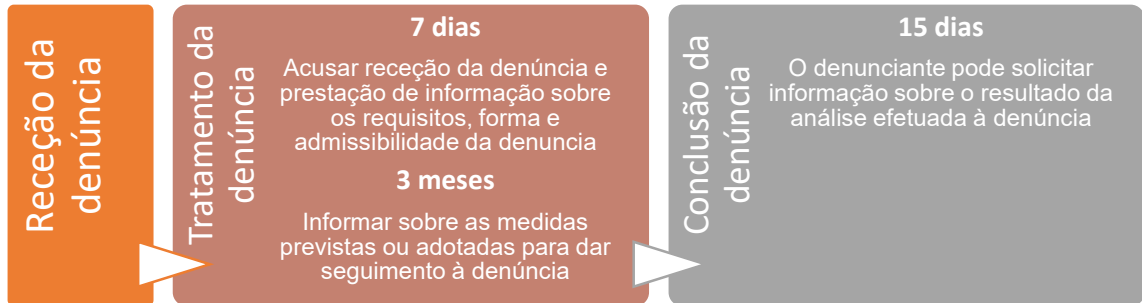 Receção da
denúncia
Tratamento da
denúncia
7 dias
Acusar receção da denúncia e
prestação de informação sobre
os requisitos, forma e
admissibilidade da denuncia
3 meses
Informar sobre as medidas
previstas ou adotadas para dar
seguimento à denúncia
Conclusão da
denúncia
15 dias
O denunciante pode solicitar
informação sobre o resultado da
análise efetuada à denúncia